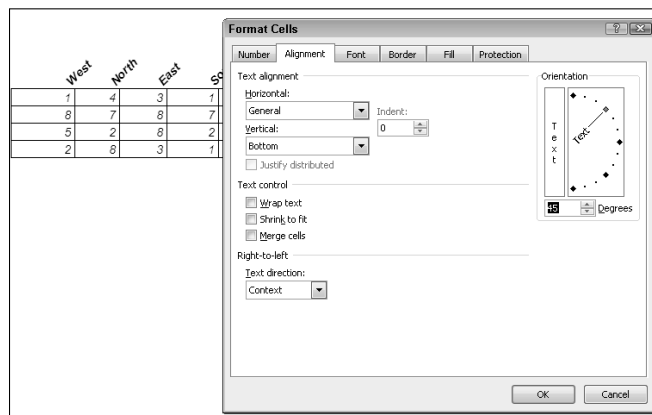 Format Cells
Number Alignment Font Border Fill Protection
West North East
1 4 3 1
8 7 8 7
5 2 8 2
2 8 3 1
Text alignment
Horizontal:
General
Indent:
0
Vertical:
Bottom
Justify distributed
Text control
Wrap text
Shrink to fit
Merge cells
Right-to-left
Text direction:
Context
Orientation
Text
Text
45 Degrees
OK Cancel